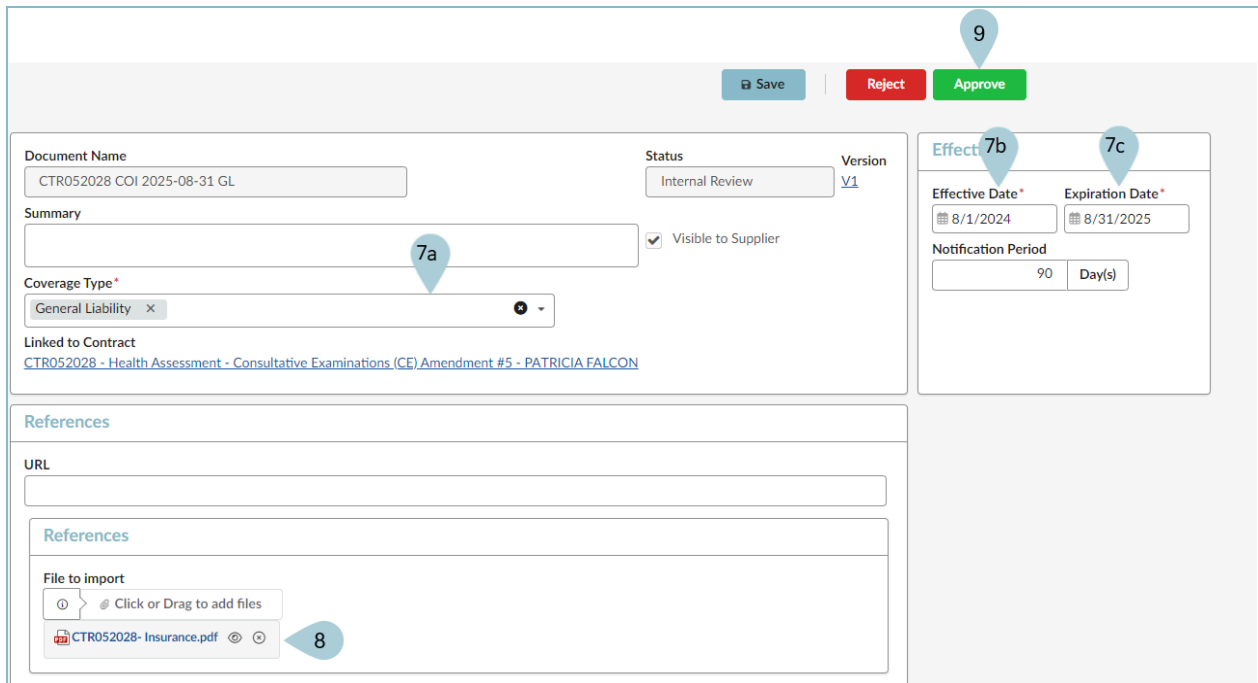 9
Save
Reject
Approve
Document Name
CTR052028 COI 2025-08-31 GL
Status
Internal Review
Version
V1
Summary
Visible to Supplier
7a
Coverage Type*
General Liability
Linked to Contract
CTR052028 - Health Assessment - Consultative Examinations (CE) Amendment #5 - PATRICIA FALCON
Effecti
7b
7c
Effective Date*
Expiration Date*
8/1/2024
8/31/2025
Notification Period
90
Day(s)
References
URL
References
File to import
Click or Drag to add files
PDF
CTR052028- Insurance.pdf
8